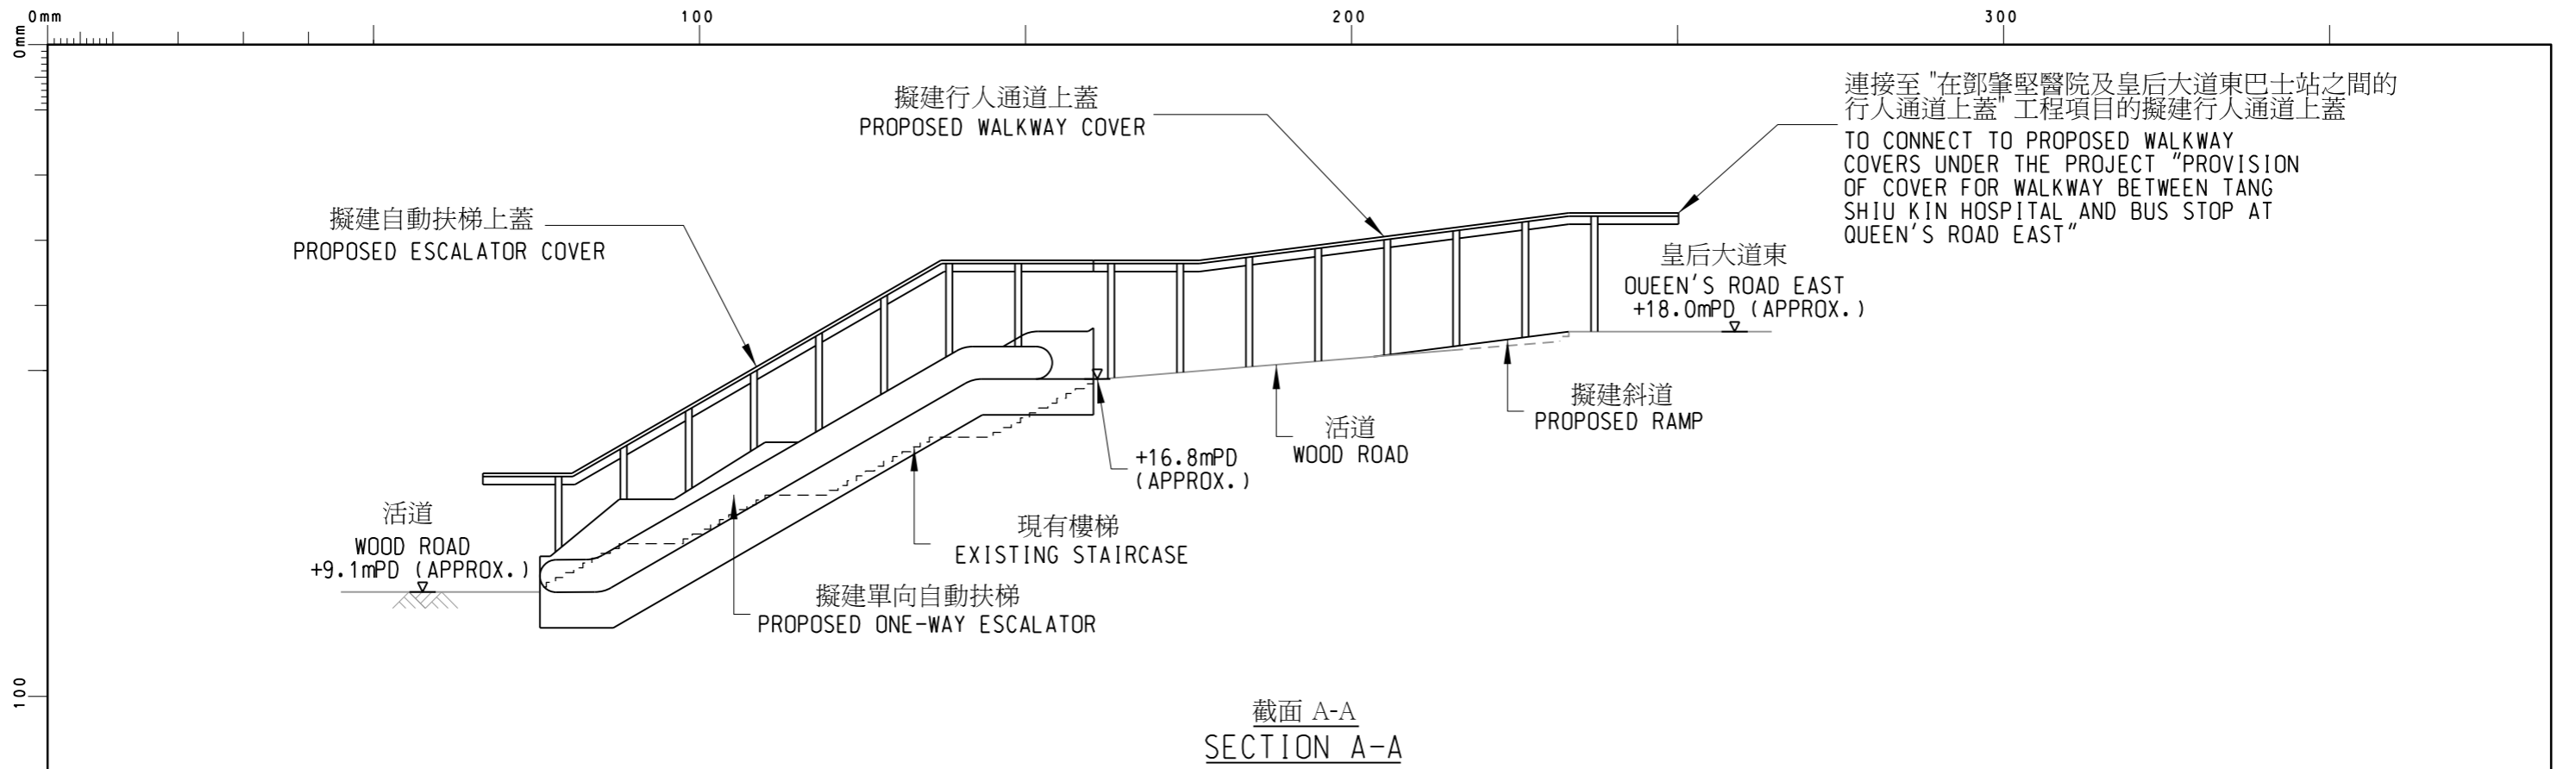 0mm
100
200
300
0mm
100
擬建行人通道上蓋
PROPOSED WALKWAY COVER
連接至 "在鄧肇堅醫院及皇后大道東巴士站之間的
行人通道上蓋" 工程項目的擬建行人通道上蓋
TO CONNECT TO PROPOSED WALKWAY
COVERS UNDER THE PROJECT "PROVISION
OF COVER FOR WALKWAY BETWEEN TANG
SHIU KIN HOSPITAL AND BUS STOP AT
QUEEN'S ROAD EAST"
擬建自動扶梯上蓋
PROPOSED ESCALATOR COVER
皇后大道東
QUEEN'S ROAD EAST
+18.0mPD (APPROX.)
擬建斜道
PROPOSED RAMP
活道
WOOD ROAD
+16.8mPD
(APPROX.)
現有樓梯
EXISTING STAIRCASE
活道
WOOD ROAD
+9.1mPD (APPROX.)
擬建單向自動扶梯
PROPOSED ONE-WAY ESCALATOR
截面 A-A
SECTION A-A